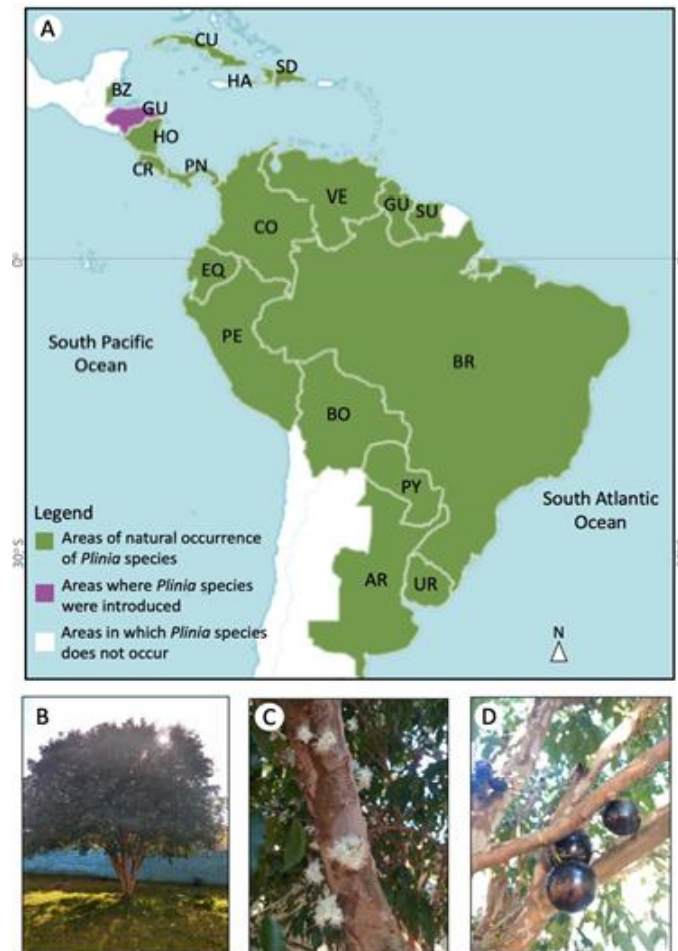 A
CU
HA
SD
BZ
GU
HO
CR
PN
VE
GU
SU
CO
0°
EQ
PE
South Pacific
Ocean
BR
BO
PY
South Atlantic
Ocean
30°S
AR
UR
Legend
Areas of natural occurrence
of Plinia species
Areas where Plinia species
were introduced
Areas in which Plinia species
does not occur
N
B
C
D